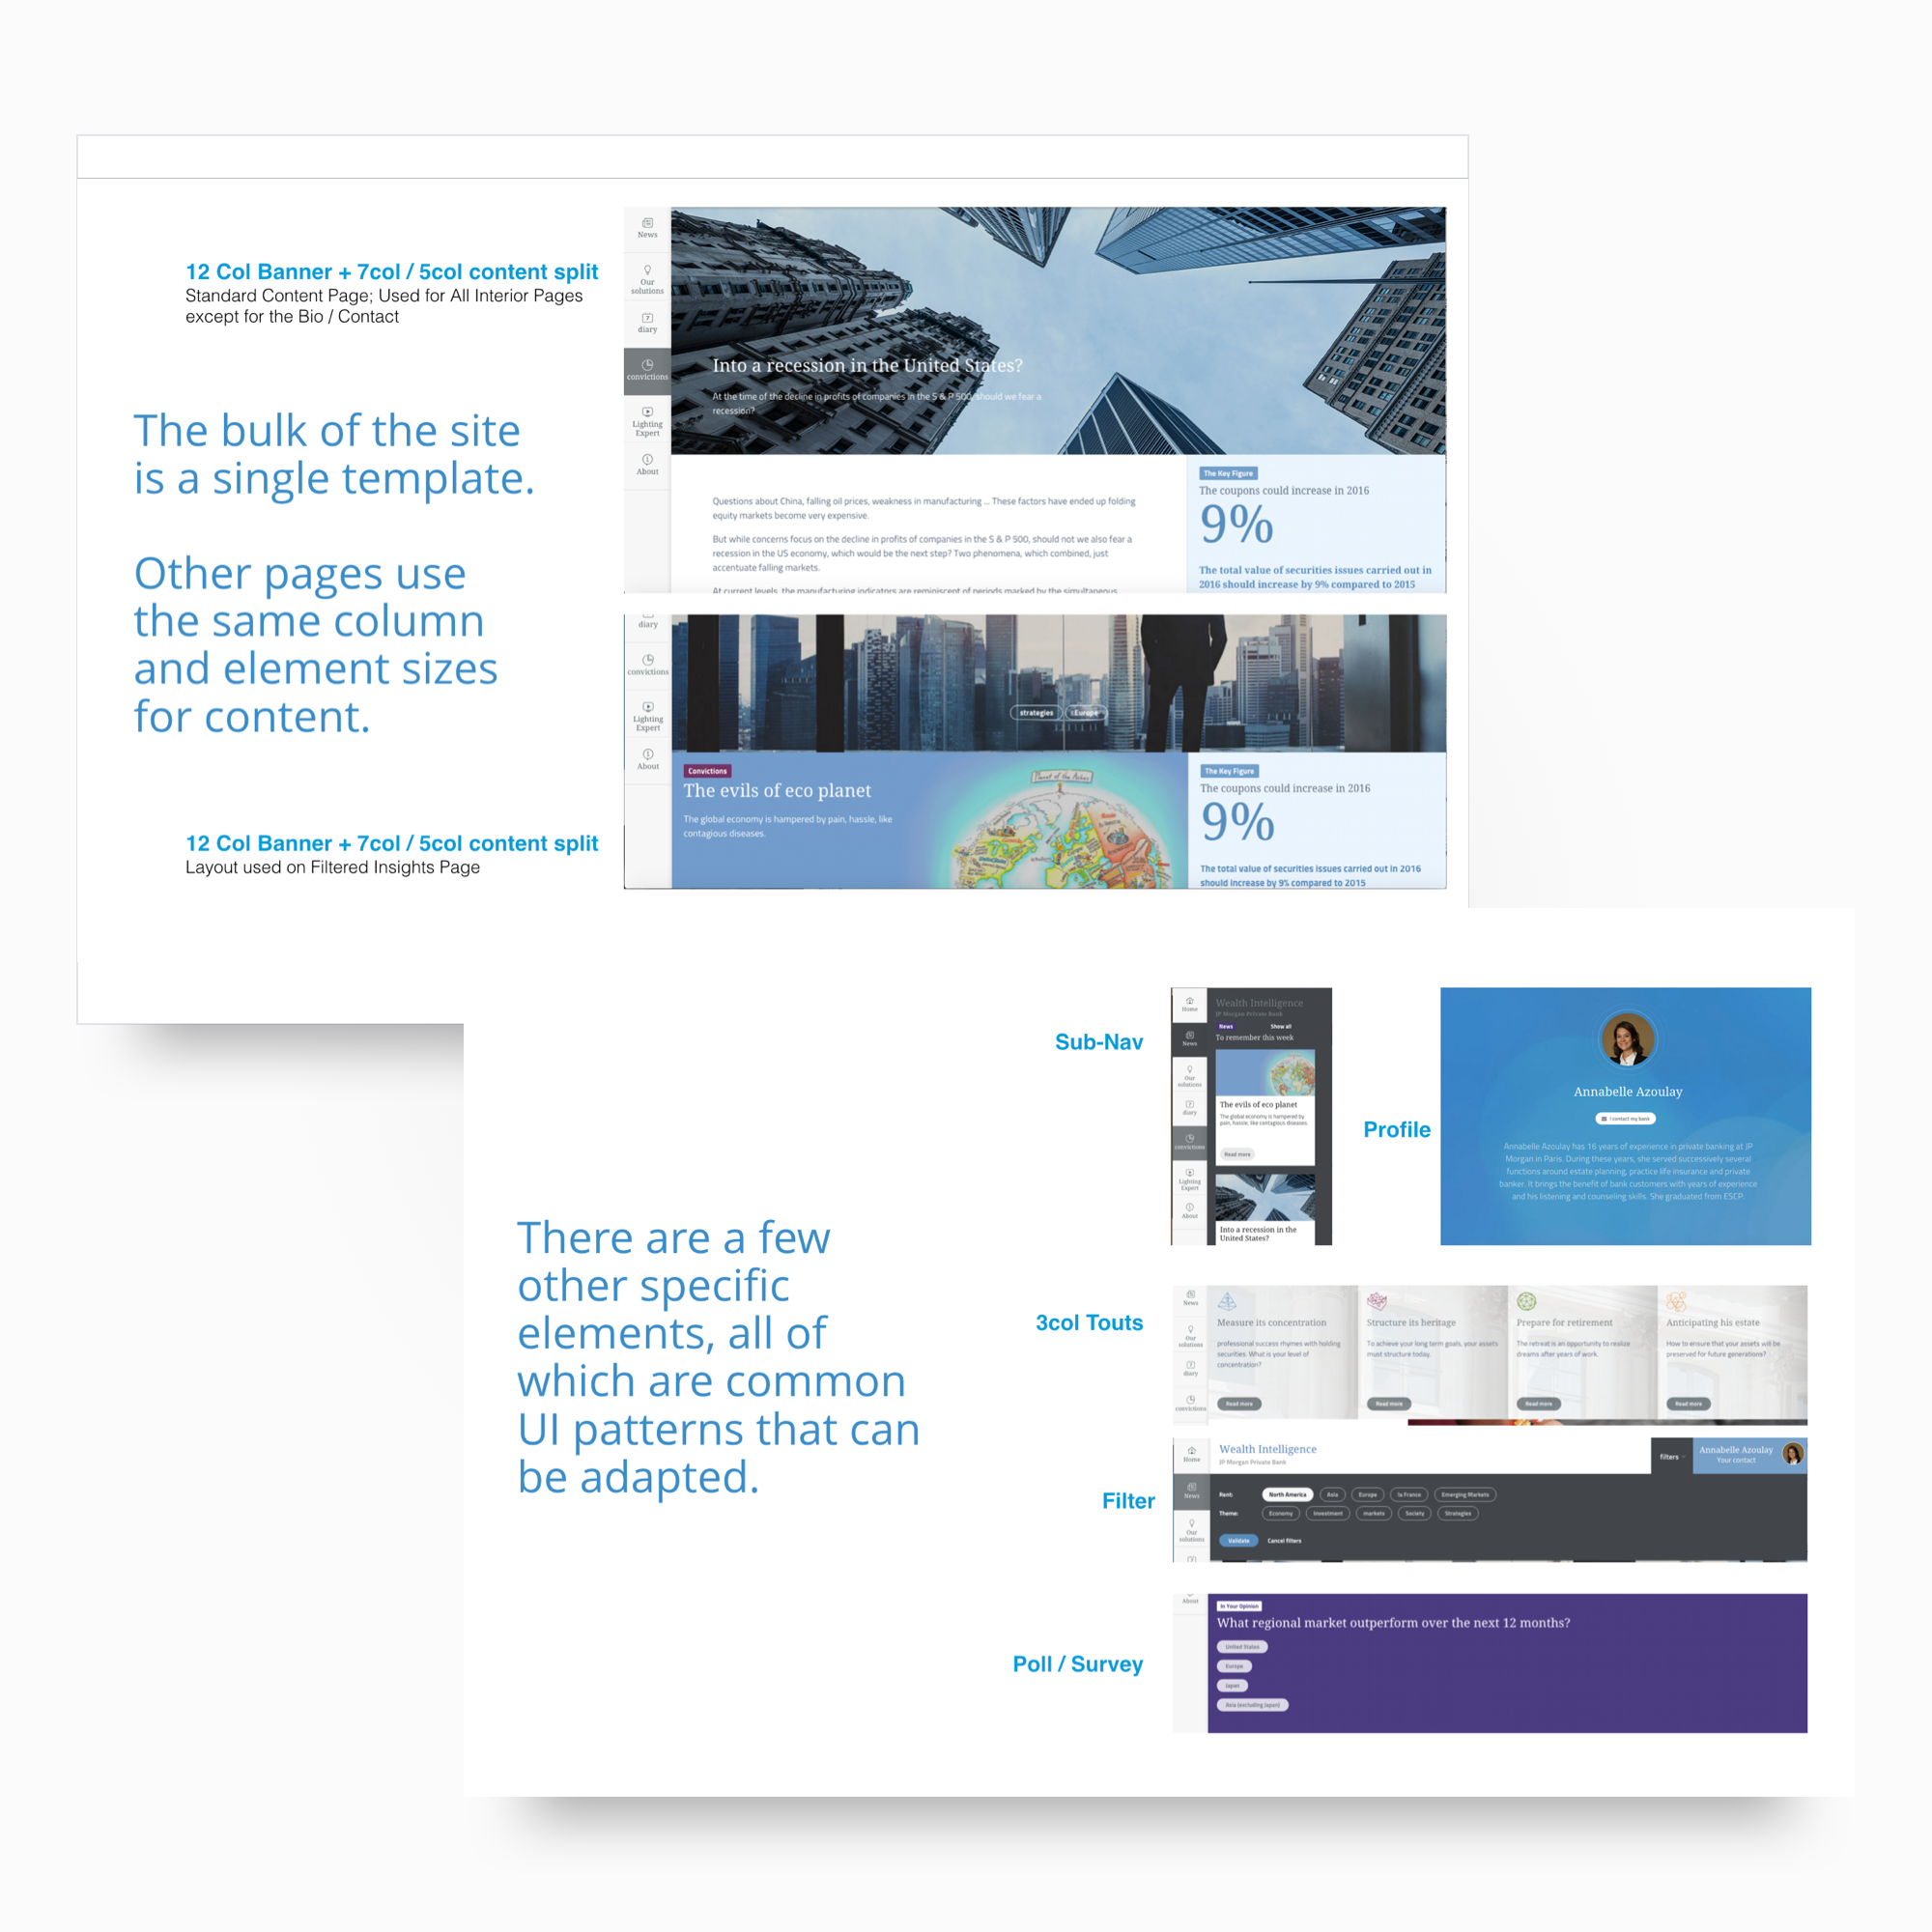 12 Col Banner + 7col / 5col content split
Standard Content Page; Used for All Interior Pages
except for the Bio / Contact
The bulk of the site
is a single template.
Other pages use
the same column
and element sizes
for content.
12 Col Banner + 7col / 5col content split
Layout used on Filtered Insights Page
News
Our
solutions
7
diary
convictions
Lighting
Expert
About
Into a recession in the United States?
At the time of the decline in profits of companies in the S & P 500, should we fear a
recession?
Questions about China, falling oil prices, weakness in manufacturing ... These factors have ended up folding
equity markets become very expensive.
But while concerns focus on the decline in profits of companies in the S & P 500, should not we also fear a
recession in the US economy, which would be the next step? Two phenomena, which combined, just
accentuate falling markets.
At current levels, the manufacturing indicators are reminiscent of periods marked by the simultaneous
The Key Figure
The coupons could increase in 2016
9%
The total value of securities issues carried out in
2016 should increase by 9% compared to 2015
diary
convictions
Lighting
Expert
About
strategies
Europe
Convictions
The evils of eco planet
The global economy is hampered by pain, hassle, like
contagious diseases.
Planet of the Aches
The Key Figure
The coupons could increase in 2016
9%
The total value of securities issues carried out in 2016
should increase by 9% compared to 2015
There are a few
other specific
elements, all of
which are common
UI patterns that can
be adapted.
Sub-Nav
Home
News
Our
solutions
7
diary
convictions
Lighting
Expert
About
Wealth Intelligence
JP Morgan Private Bank
News
Show all
To remember this week
The evils of eco planet
The global economy is hampered by
pain, hassle, like contagious diseases.
Read more
Into a recession in the
United States?
Profile
Annabelle Azoulay
I contact my bank
Annabelle Azoulay has 16 years of experience in private banking at JP
Morgan in Paris. During these years, she served successively several
functions around estate planning, practice life insurance and private
banker. It brings the benefit of bank customers with years of experience
and his listening and counseling skills. She graduated from ESCP.
3col Touts
News
Our
solutions
7
diary
convictions
Measure its concentration
professional success rhymes with holding
securities. What is your level of
concentration?
Read more
Structure its heritage
To achieve your long term goals, your assets
must structure today.
Read more
Prepare for retirement
The retreat is an opportunity to realize
dreams after years of work.
Read more
Anticipating his estate
How to ensure that your assets will be
preserved for future generations?
Read more
Filter
Home
News
Our
solutions
7
Wealth Intelligence
JP Morgan Private Bank
filters
Annabelle Azoulay
Your contact
Rent:
North America
Asia
Europe
la France
Emerging Markets
Theme:
Economy
Investment
markets
Society
Strategies
Validate
Cancel filters
Poll / Survey
About
In Your Opinion
What regional market outperform over the next 12 months?
United States
Europe
Japan
Asia (excluding Japan)